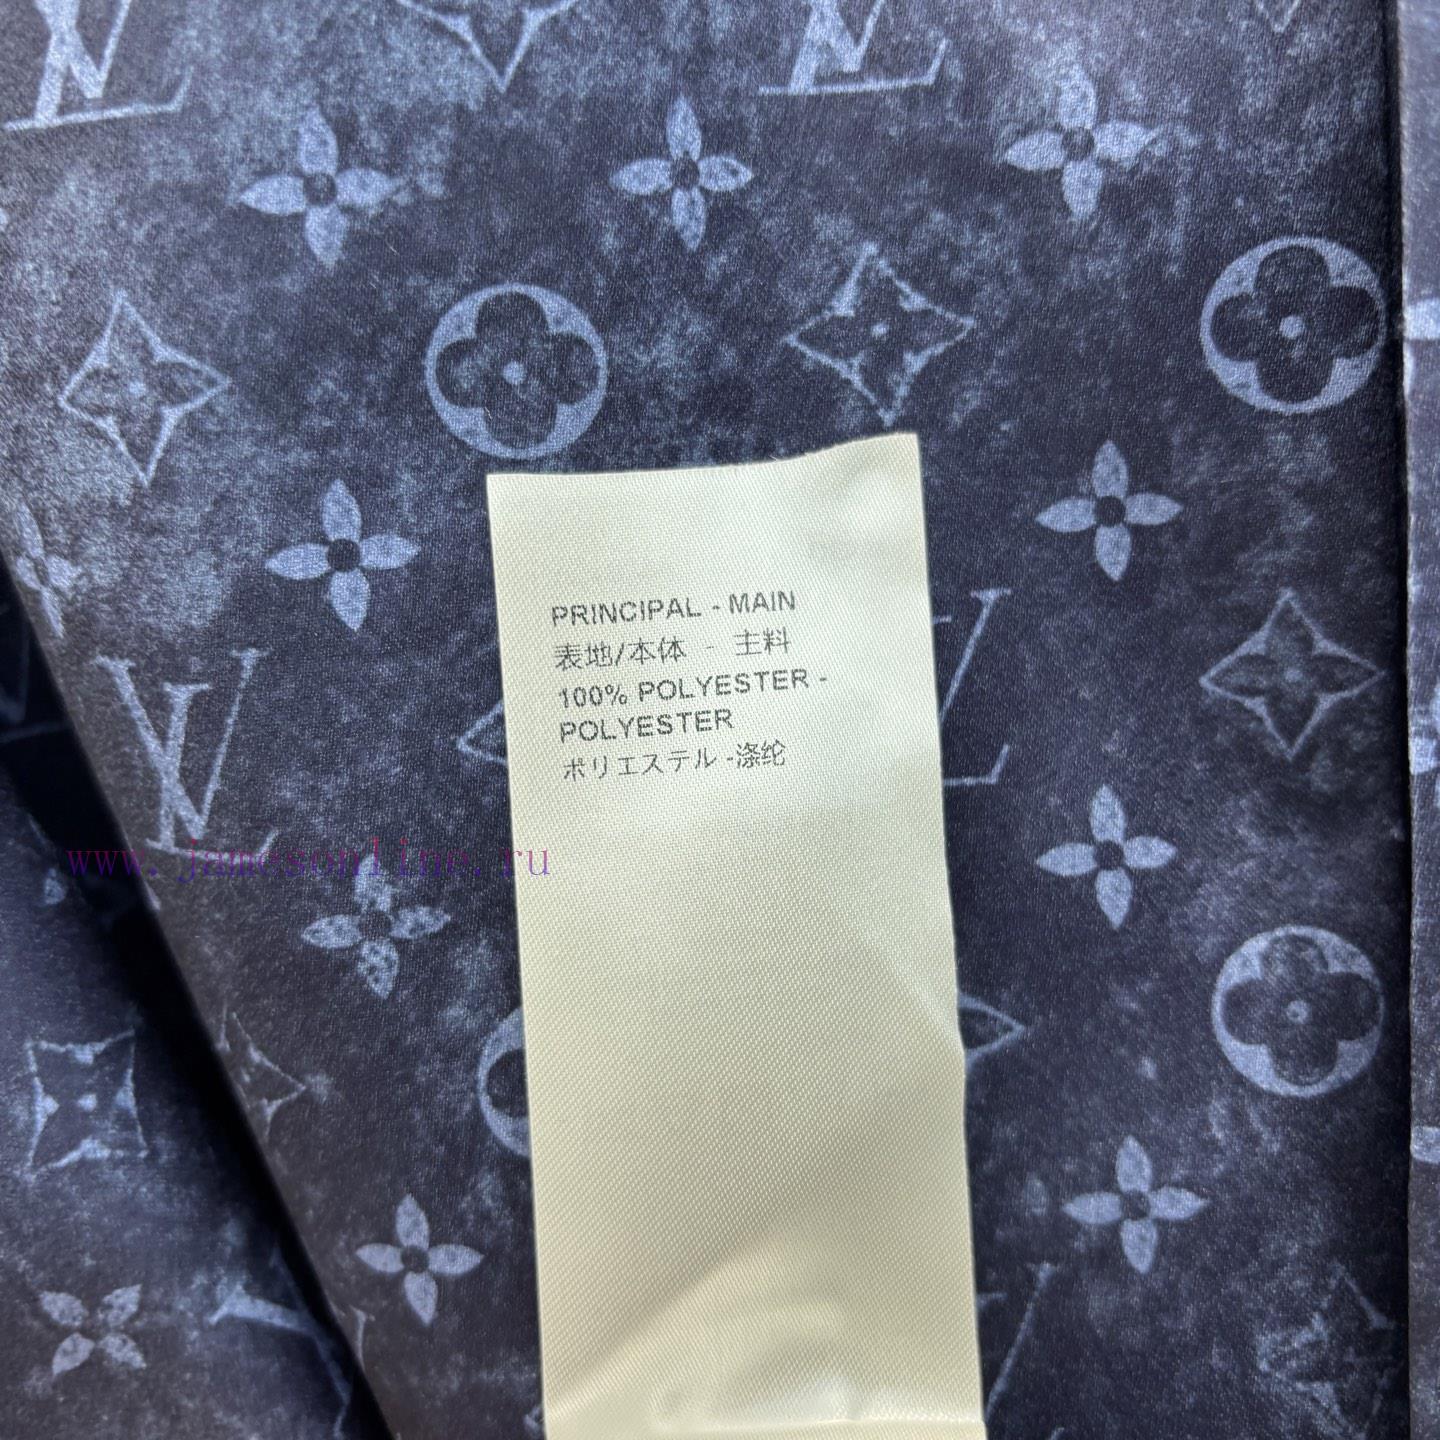 PRINCIPAL - MAIN
表地/本体 - 主料
100% POLYESTER -
POLYESTER
ポリエステル -涤纶
www.jamesonline.ru